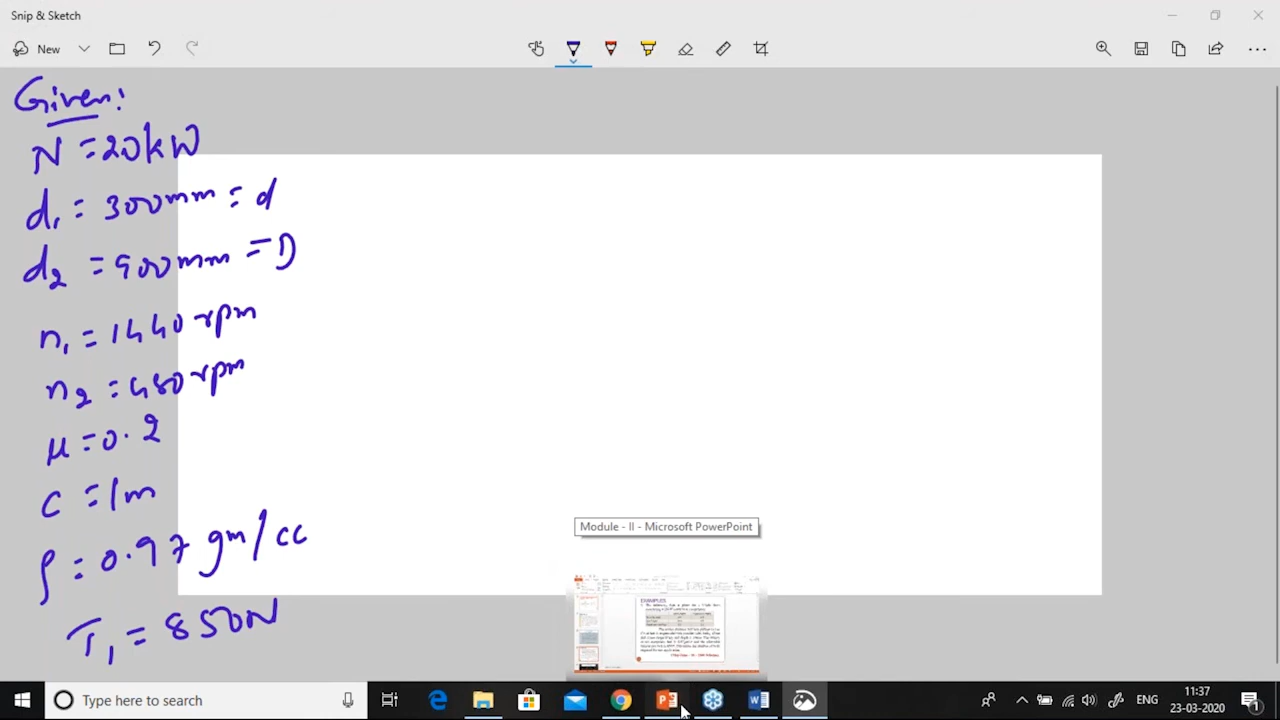 Snip & Sketch
New
Given:
N = 20kW
d₁ = 300mm = d
d₂ = 900mm = D
n₁ = 1440 rpm
n₂ = 480 rpm
μ = 0.2
c = 1m
ρ = 0.97 gm/cc
850N
Module - II - Microsoft PowerPoint
EXAMPLES
Type here to search
ENG
11:37
23-03-2020